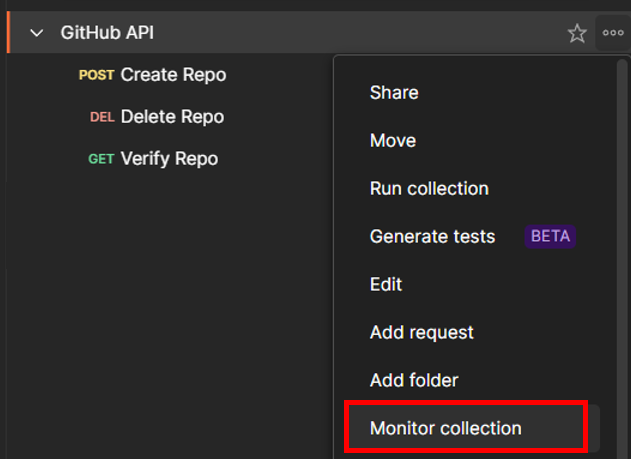 GitHub API
POST Create Repo
DEL Delete Repo
GET Verify Repo
Share
Move
Run collection
Generate tests BETA
Edit
Add request
Add folder
Monitor collection